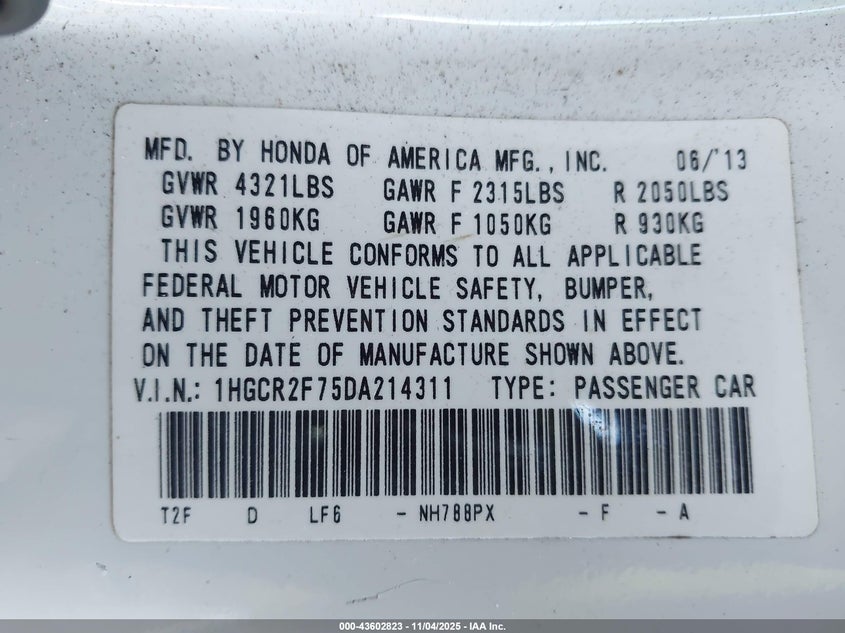 MFD. BY HONDA OF AMERICA MFG., INC. 06/'13
GVWR 4321LBS GAWR F 2315LBS R 2050LBS
GVWR 1960KG GAWR F 1050KG R 930KG
THIS VEHICLE CONFORMS TO ALL APPLICABLE
FEDERAL MOTOR VEHICLE SAFETY, BUMPER,
AND THEFT PREVENTION STANDARDS IN EFFECT
ON THE DATE OF MANUFACTURE SHOWN ABOVE.
V.I.N.: 1HGCR2F75DA214311 TYPE: PASSENGER CAR
T2F D LF6 - NH788PX - F - A
000-43602823 - 11/04/2025 - IAA Inc.